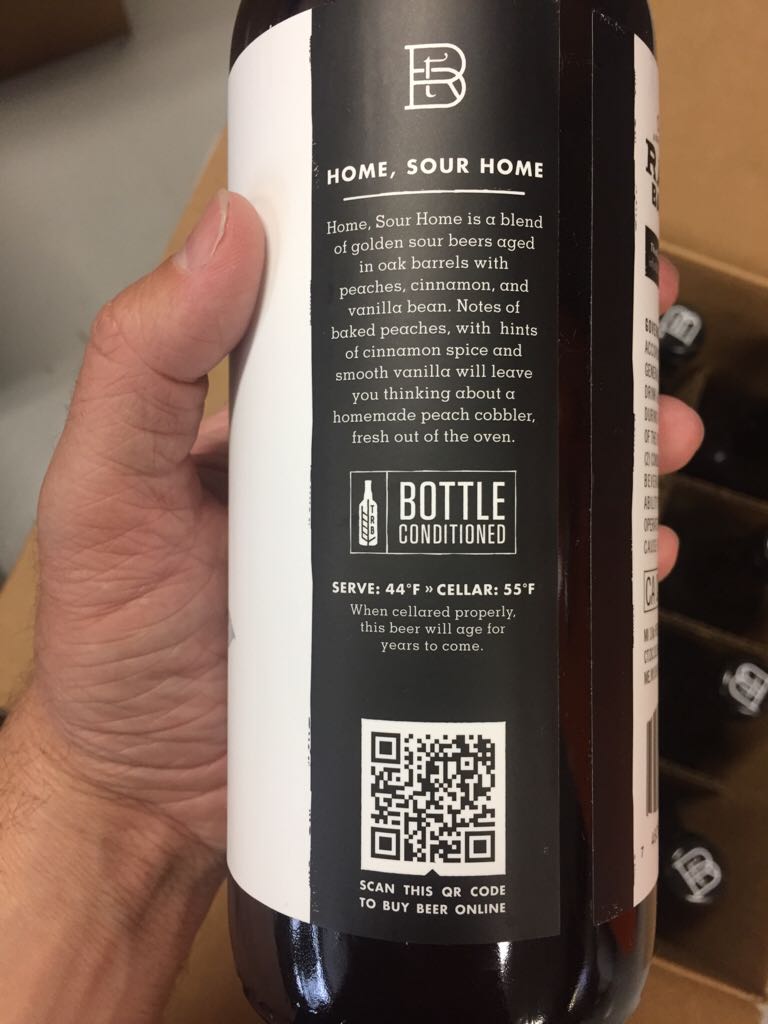 HOME, SOUR HOME
Home, Sour Home is a blend
of golden sour beers aged
in oak barrels with
peaches, cinnamon, and
vanilla bean. Notes of
baked peaches, with hints
of cinnamon spice and
smooth vanilla will leave
you thinking about a
homemade peach cobbler,
fresh out of the oven.
TRB
BOTTLE
CONDITIONED
SERVE: 44°F » CELLAR: 55°F
When cellared properly,
this beer will age for
years to come.
SCAN THIS QR CODE
TO BUY BEER ONLINE